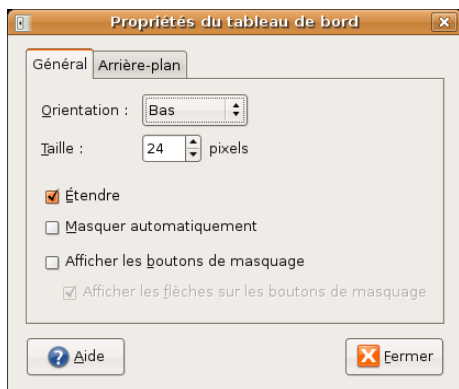 Propriétés du tableau de bord
Général Arrière-plan
Orientation : Bas
Taille : 24 pixels
Étendre
Masquer automatiquement
Afficher les boutons de masquage
Afficher les flèches sur les boutons de masquage
Aide Fermer